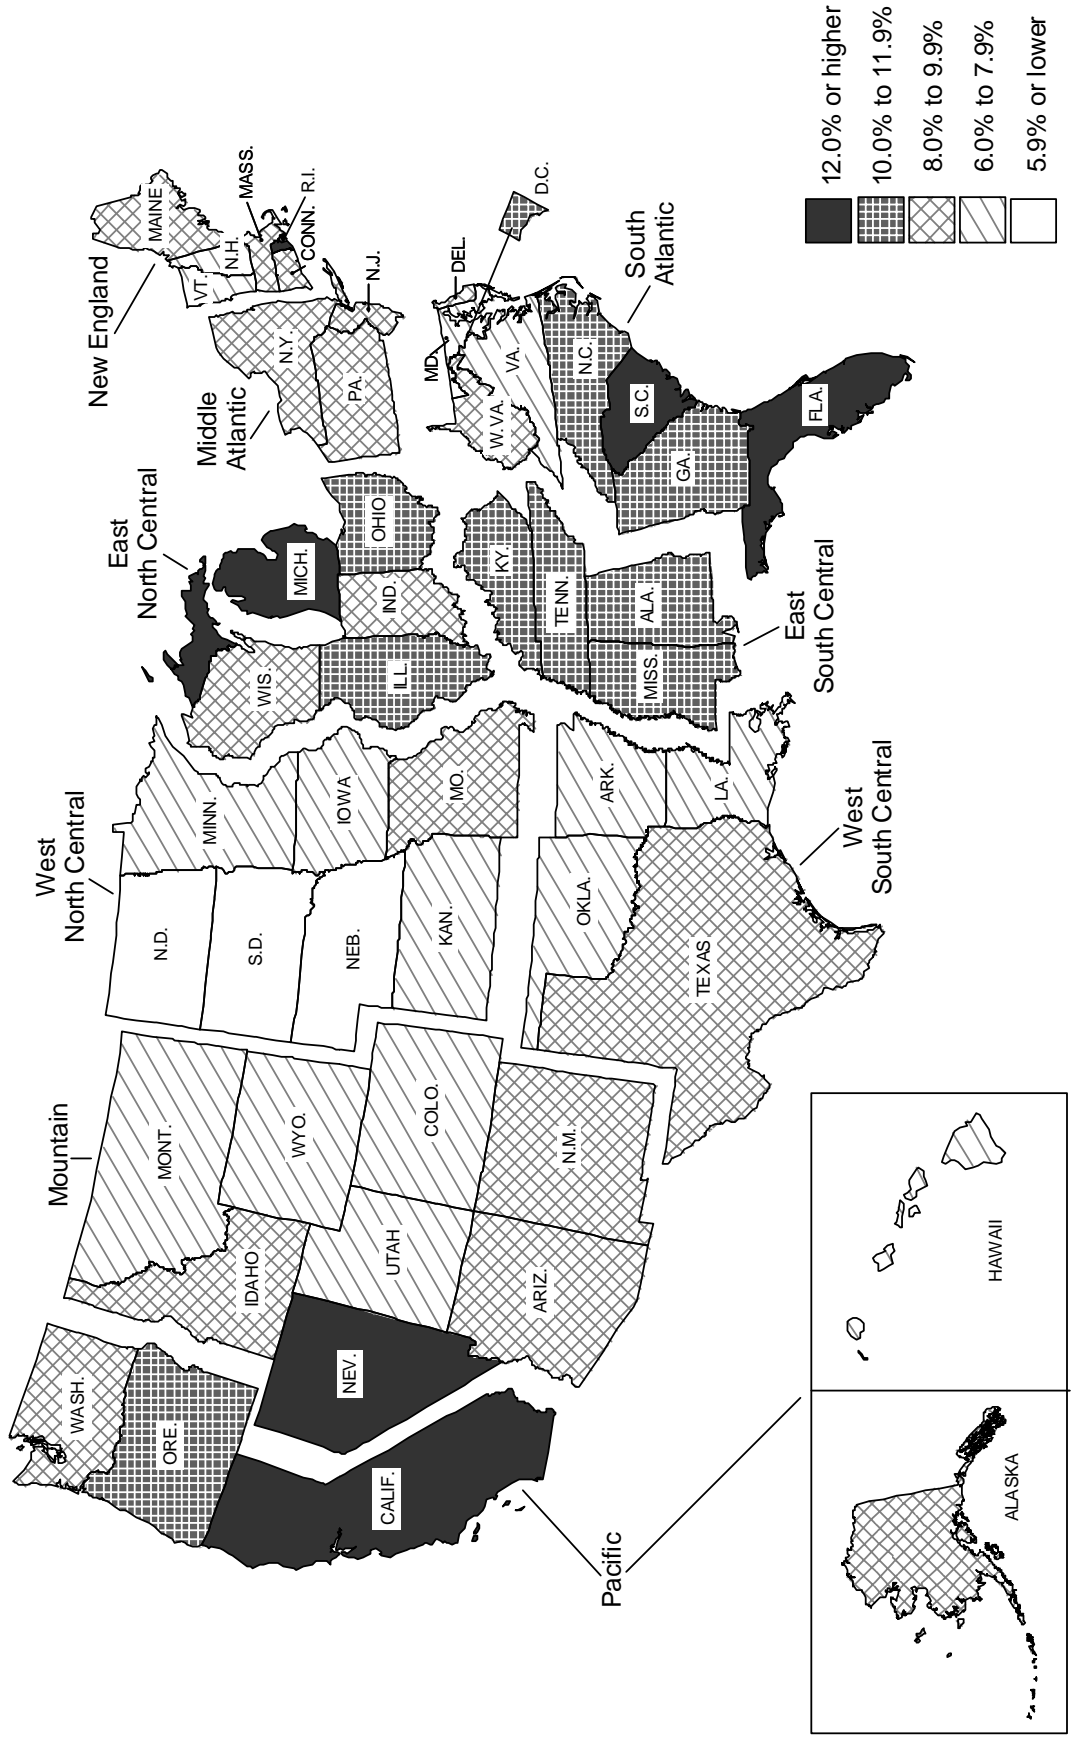 Pacific
Mountain
West
North Central
East
North Central
Middle
Atlantic
New England
WASH.
ORE.
CALIF.
NEV.
IDAHO
MONT.
WYO.
UTAH
COLO.
ARIZ.
N.M.
N.D.
S.D.
NEB.
KAN.
MINN.
IOWA
MO.
WIS.
MICH.
ILL.
IND.
OHIO
N.Y.
PA.
N.J.
VT.
N.H.
MAINE
MASS.
CONN.
R.I.
OKLA.
TEXAS
ARK.
LA.
KY.
TENN.
MISS.
ALA.
MD.
DEL.
D.C.
W.VA.
VA.
N.C.
S.C.
GA.
FLA.
West
South Central
East
South Central
South
Atlantic
ALASKA
HAWAII
12.0% or higher
10.0% to 11.9%
8.0% to 9.9%
6.0% to 7.9%
5.9% or lower